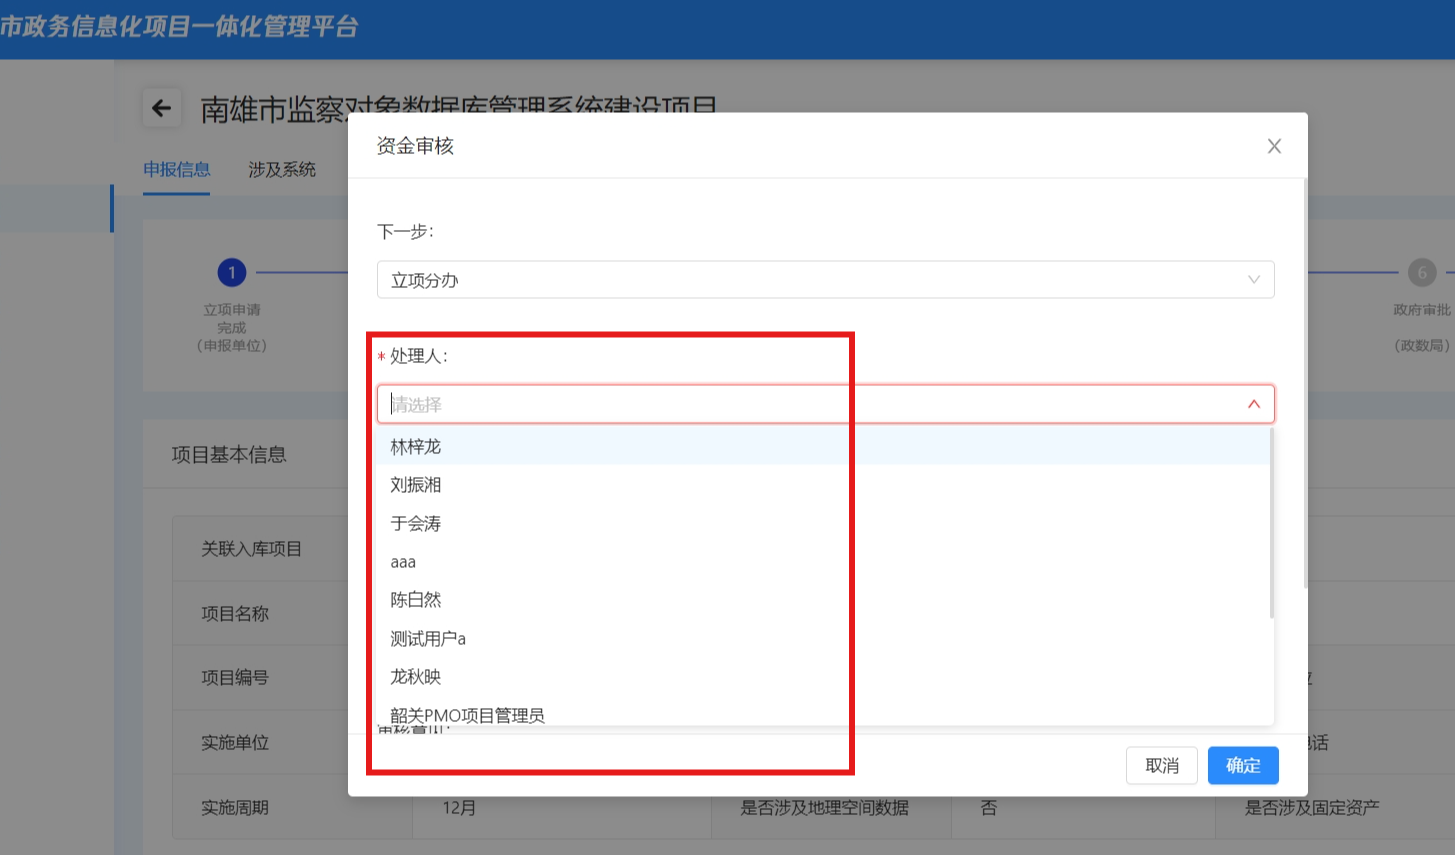 市政务信息化项目一体化管理平台
南雄市监察对象数据库管理系统建设项目
申报信息 涉及系统
资金审核
下一步：
立项分办
1
立项申请
完成
（申报单位）
6
政府审批
（政数局）
* 处理人：
请选择
林梓龙
刘振湘
于会涛
aaa
陈白然
测试用户a
龙秋映
韶关PMO项目管理员
审核意见：
取消 确定
项目基本信息
关联入库项目
项目名称
项目编号
实施单位 电话
实施周期 12月 是否涉及地理空间数据 否 是否涉及固定资产